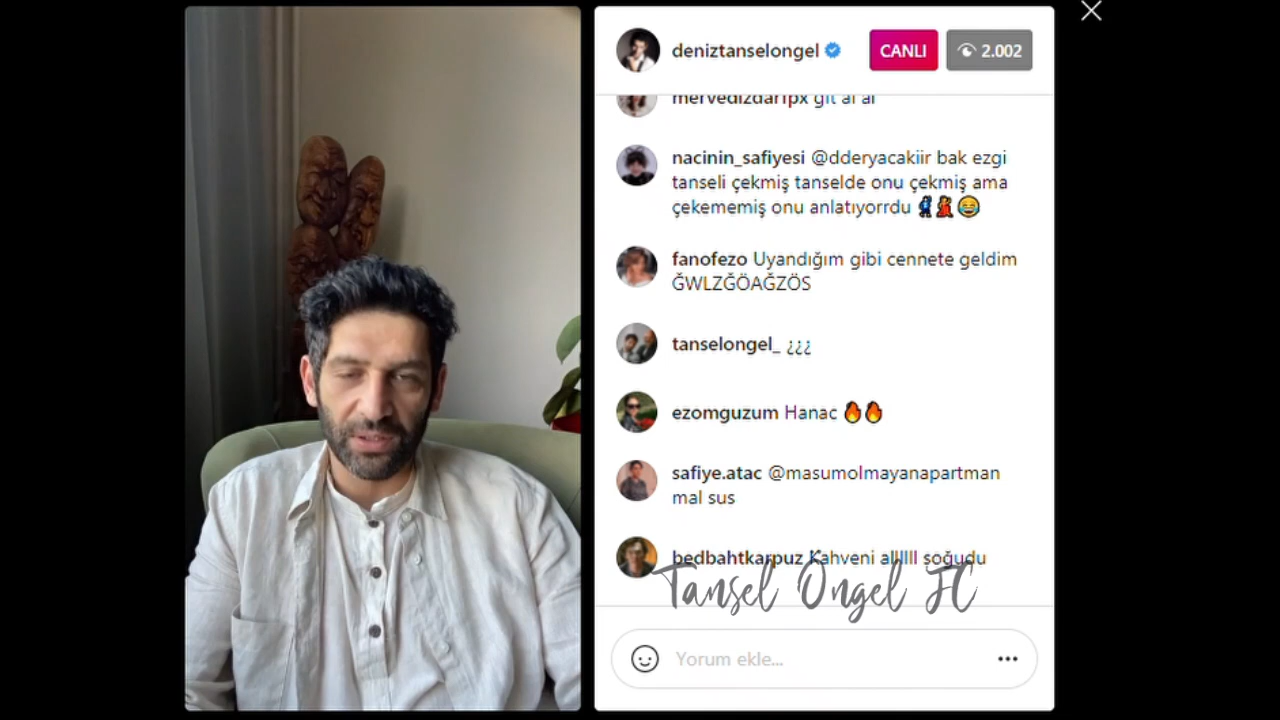 deniztanselongel
CANLI
2.002
mervedizdar1px git al al
nacinin_safiyesi @dderyacakiir bak ezgi
tanseli çekmiş tanselde onu çekmiş ama
çekememiş onu anlatıyorrdu
fanofezo Uyandığım gibi cennete geldim
ĞWLZĞÖAĞZÖS
tanselongel_ ¿¿¿
ezomguzum Hanac
safiye.atac @masumolmayanapartman
mal sus
bedbahtkarpuz Kahveni alllll soğudu
Tansel Ongel FC
Yorum ekle...